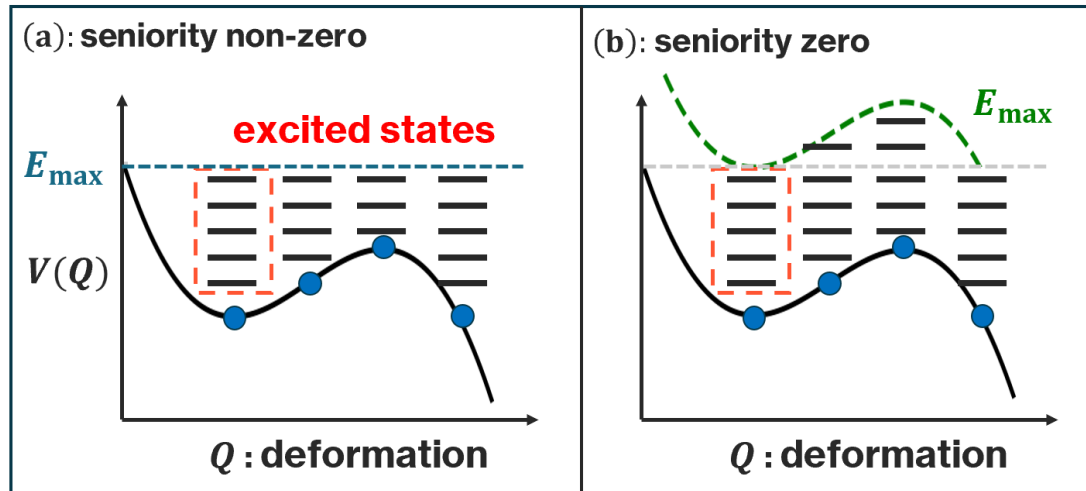 (a): seniority non-zero
excited states
E_max
V(Q)
Q : deformation
(b): seniority zero
E_max
Q : deformation